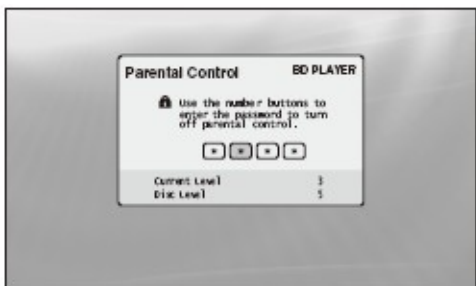 Parental Control BD PLAYER
Use the number buttons to
enter the password to turn
off parental control.
* * * *
Current Level 3
Disc Level 5